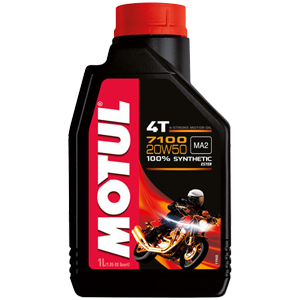 MOTUL
4T
4-STROKE MOTOR OIL
7100
20W50
MA2
100% SYNTHETIC
ESTER
1L